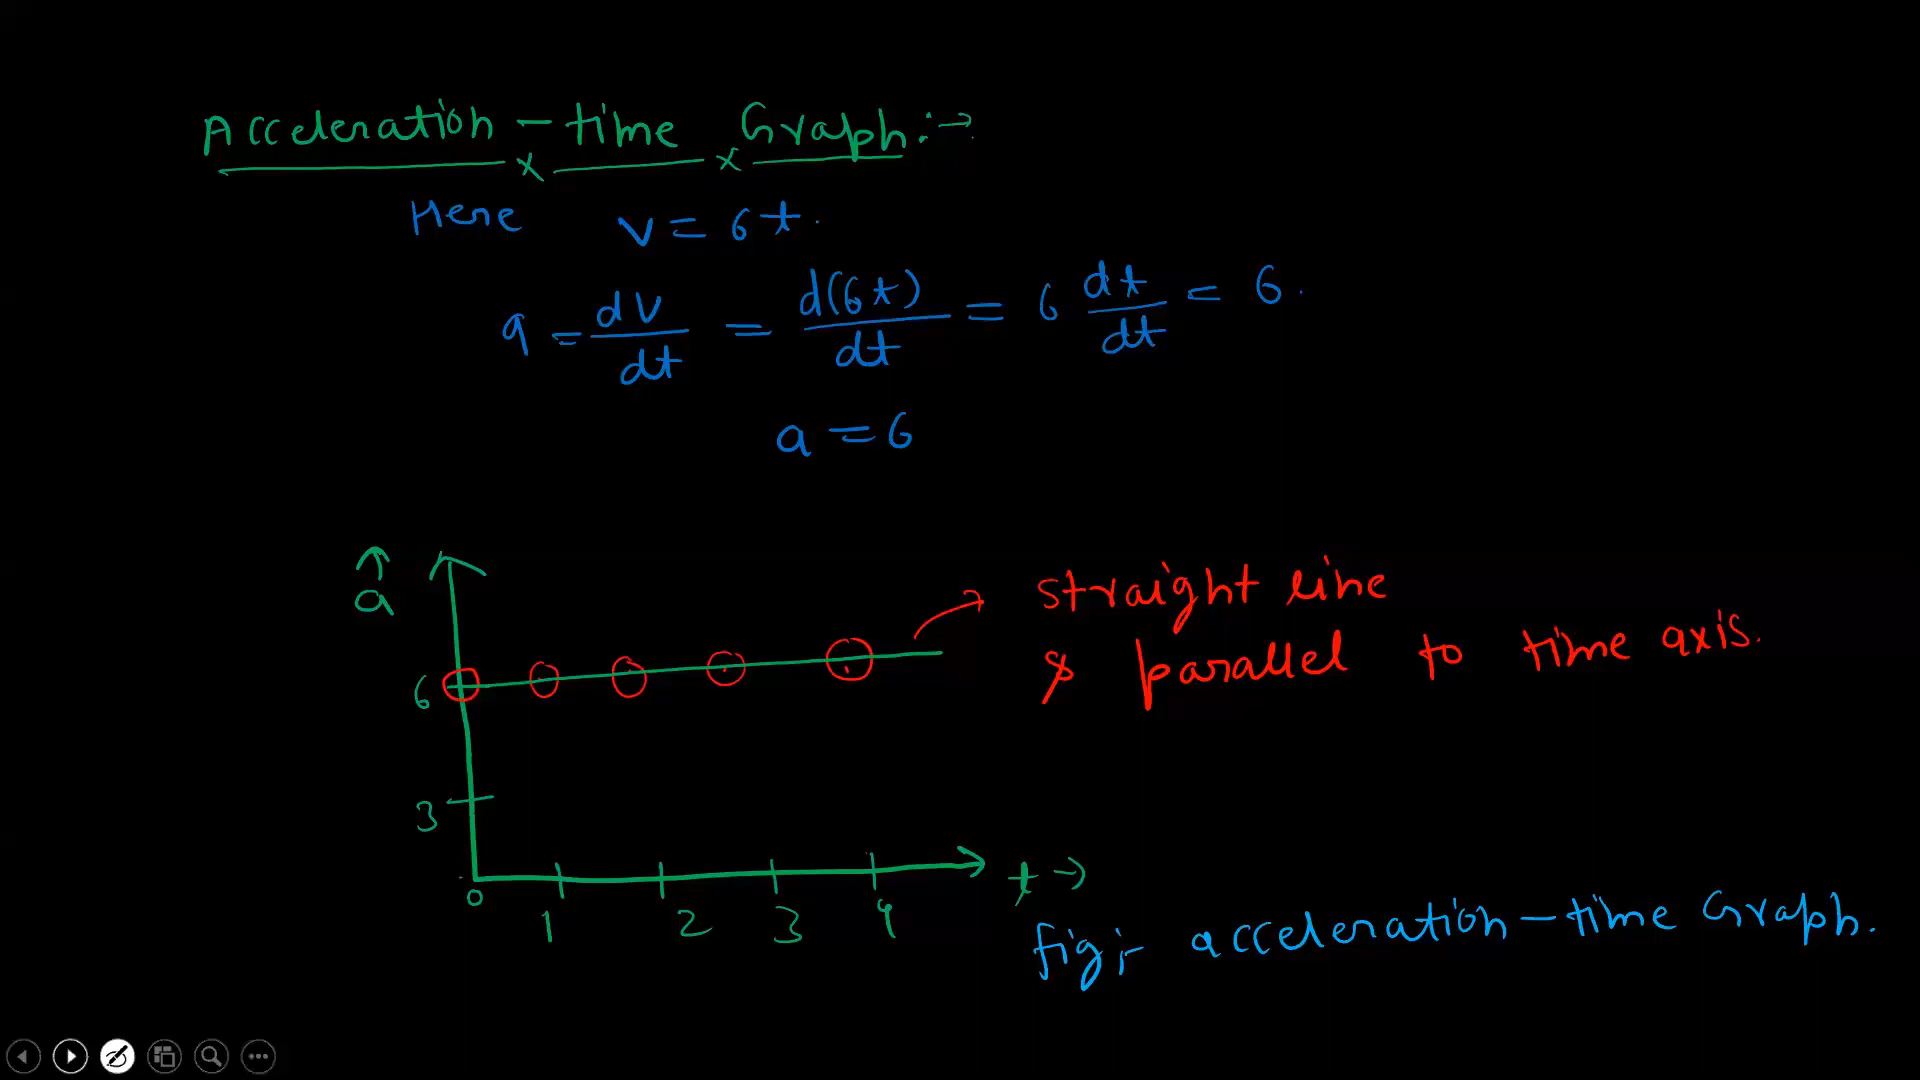 Acceleration - time Graph :→
Here v = 6t.
a = dv/dt = d(6t)/dt = 6 dt/dt = 6.
a = 6
↑
a
straight line
& parallel to time axis.
6
3
0 1 2 3 4
t →
fig:- acceleration - time Graph.